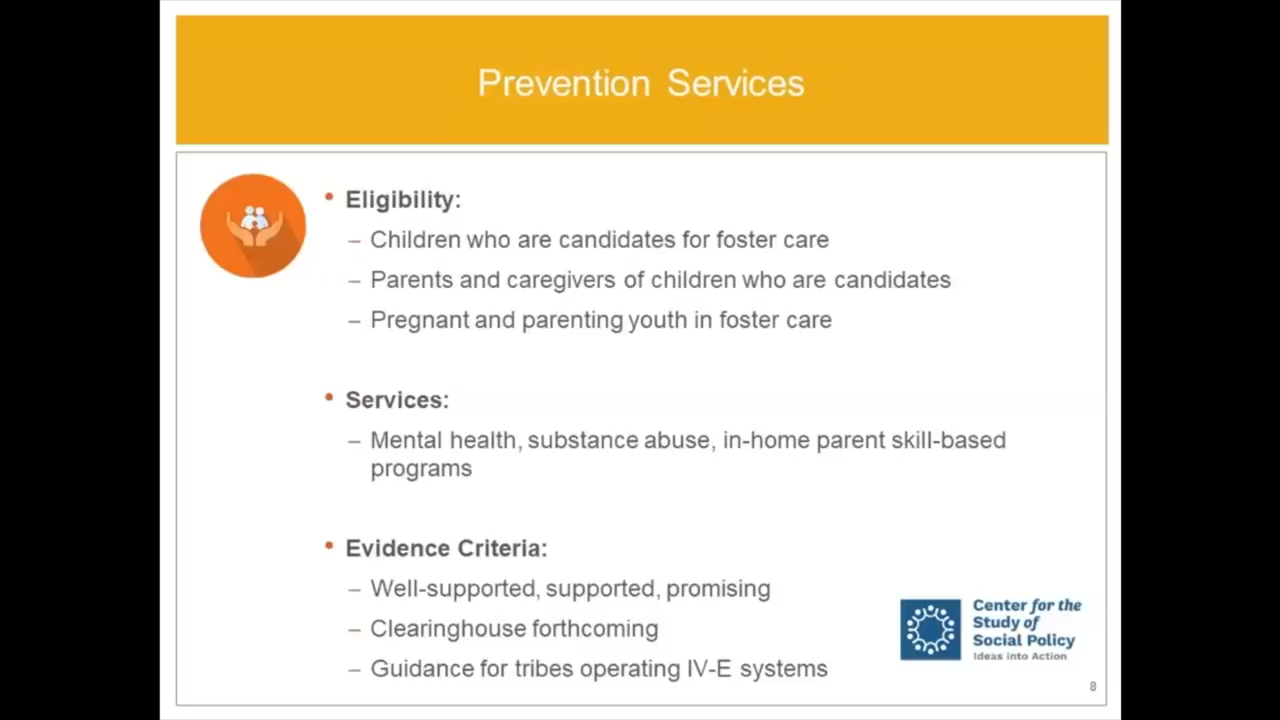 Prevention Services
• Eligibility:
– Children who are candidates for foster care
– Parents and caregivers of children who are candidates
– Pregnant and parenting youth in foster care
• Services:
– Mental health, substance abuse, in-home parent skill-based
programs
• Evidence Criteria:
– Well-supported, supported, promising
– Clearinghouse forthcoming
– Guidance for tribes operating IV-E systems
Center for the
Study of
Social Policy
Ideas into Action
8